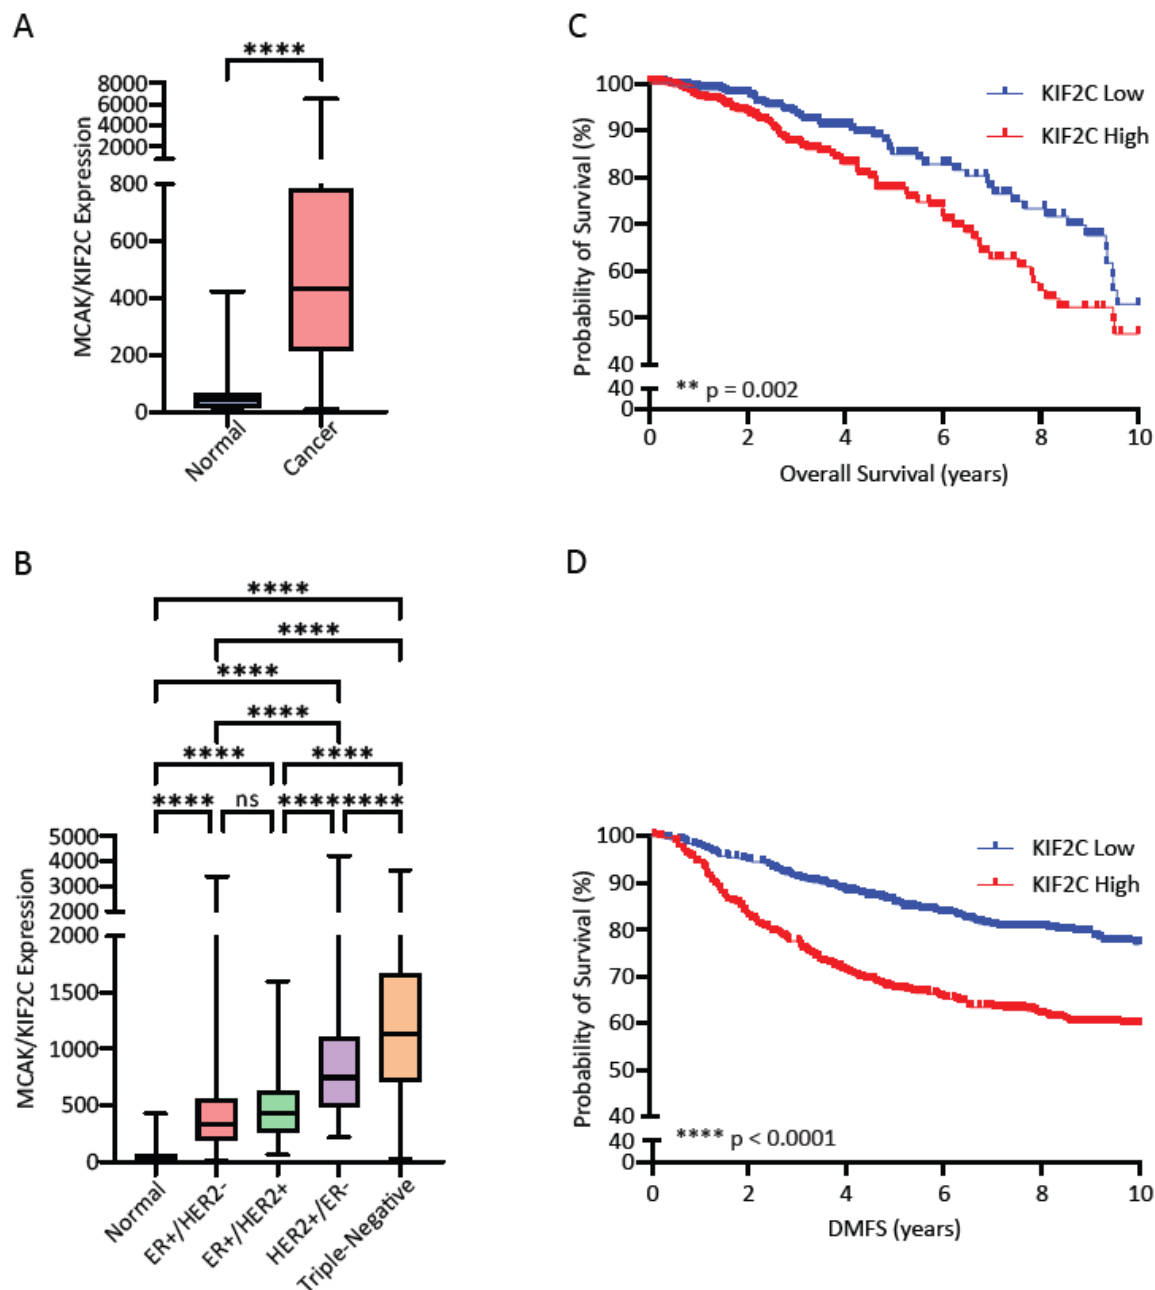 A
****
MCAK/KIF2C Expression
8000
6000
4000
2000
800
600
400
200
0
Normal
Cancer
C
Probability of Survival (%)
100
90
80
70
60
50
40
40
0
KIF2C Low
KIF2C High
** p = 0.002
0 2 4 6 8 10
Overall Survival (years)
B
****
****
****
****
**** ****
**** ns ********
MCAK/KIF2C Expression
5000
4000
3000
2000
2000
1500
1000
500
0
Normal
ER+/HER2-
ER+/HER2+
HER2+/ER-
Triple-Negative
D
Probability of Survival (%)
100
90
80
70
60
50
40
40
0
KIF2C Low
KIF2C High
**** p < 0.0001
0 2 4 6 8 10
DMFS (years)